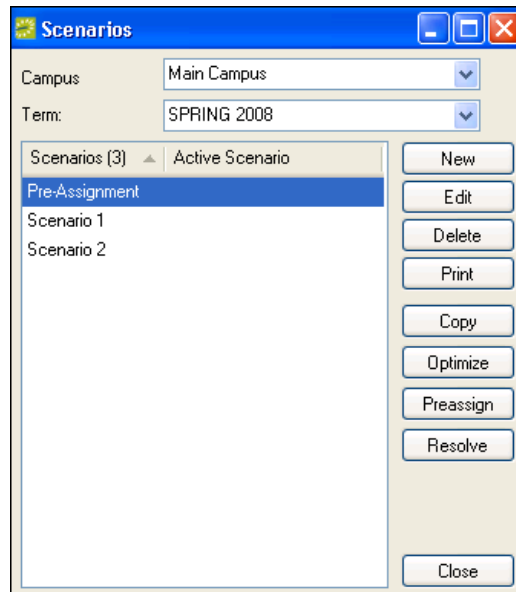 Scenarios
Campus Main Campus
Term: SPRING 2008
Scenarios (3) Active Scenario
Pre-Assignment
Scenario 1
Scenario 2
New
Edit
Delete
Print
Copy
Optimize
Preassign
Resolve
Close